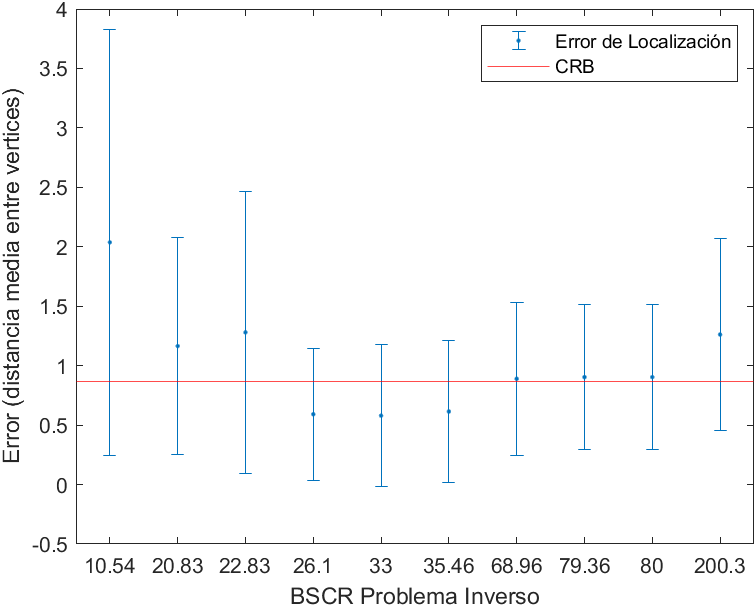 4
3.5
3
2.5
2
1.5
1
0.5
0
-0.5
Error (distancia media entre vertices)
Error de Localización
CRB
10.54 20.83 22.83 26.1 33 35.46 68.96 79.36 80 200.3
BSCR Problema Inverso